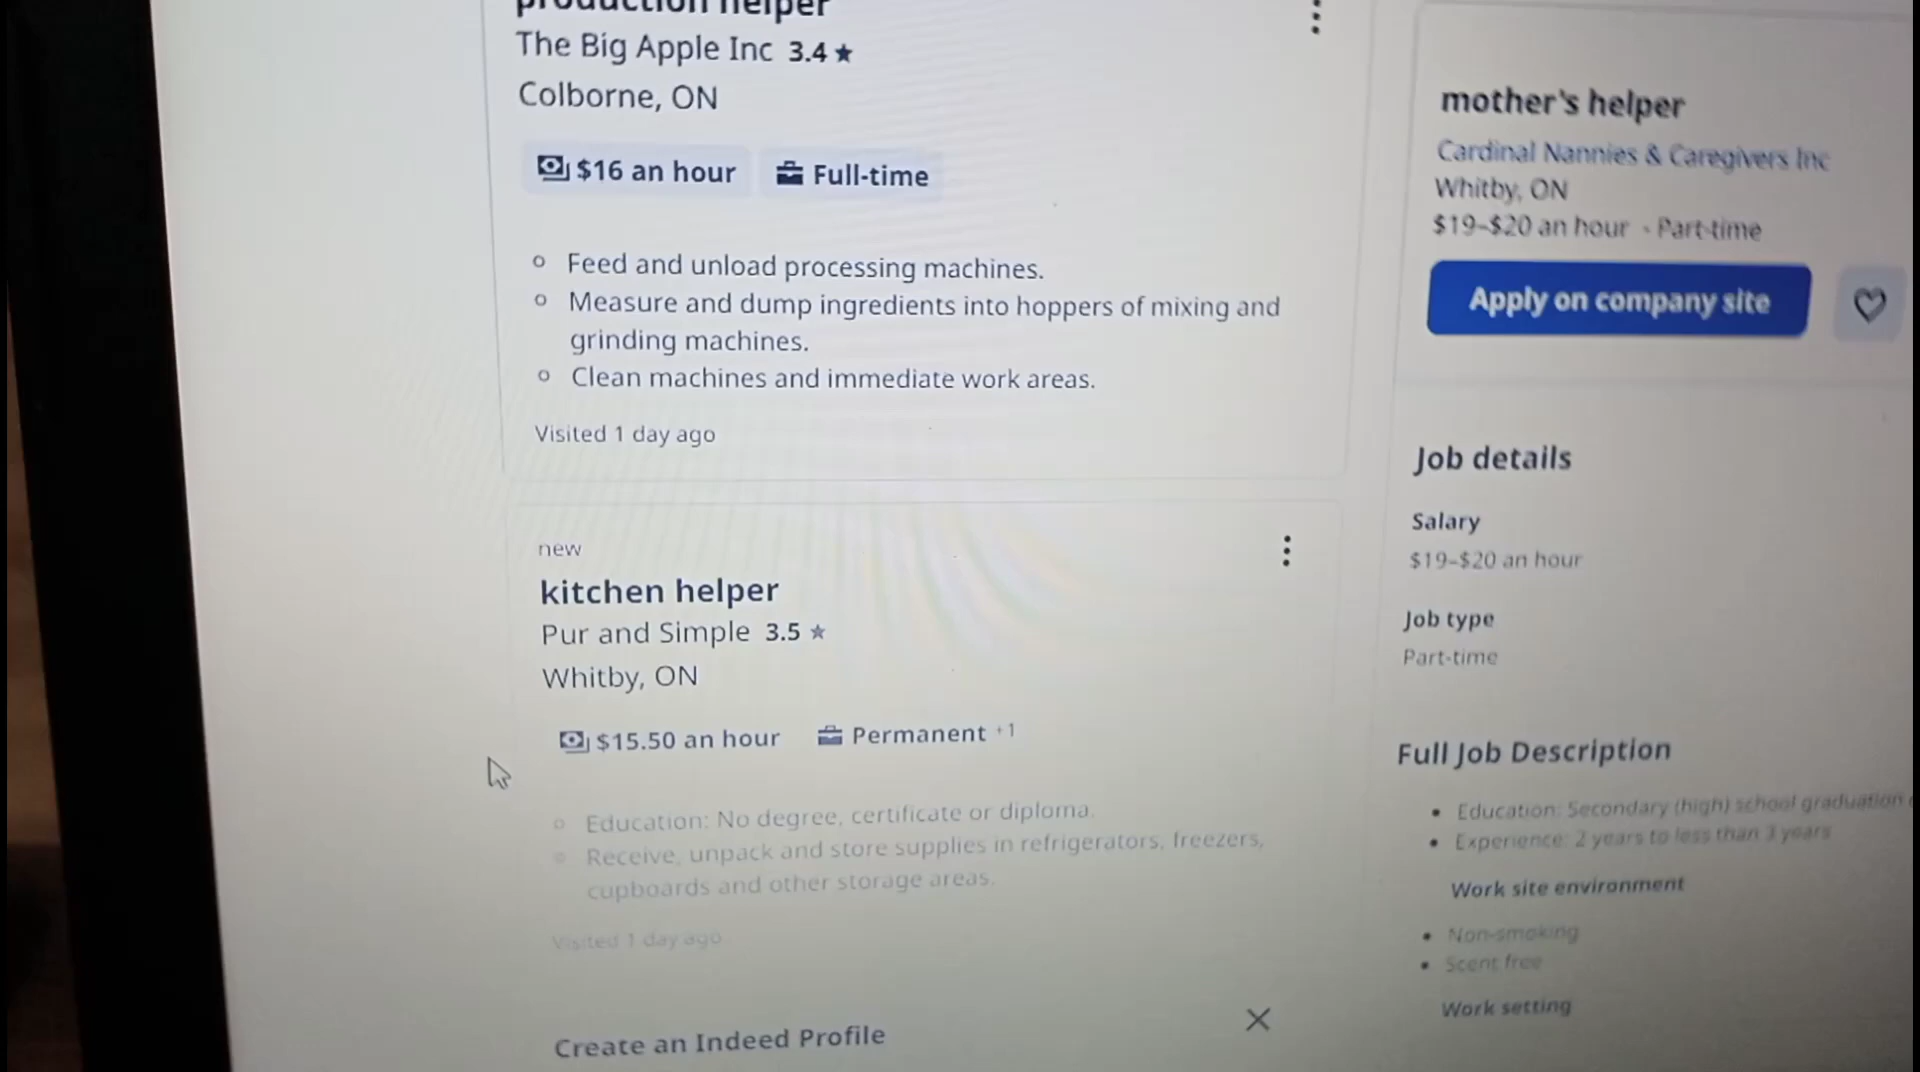 production helper
The Big Apple Inc 3.4 ★
Colborne, ON
$16 an hour
Full-time
Feed and unload processing machines.
Measure and dump ingredients into hoppers of mixing and
grinding machines.
Clean machines and immediate work areas.
Visited 1 day ago
new
kitchen helper
Pur and Simple 3.5 ★
Whitby, ON
$15.50 an hour
Permanent +1
Education: No degree, certificate or diploma.
Receive, unpack and store supplies in refrigerators, freezers,
cupboards and other storage areas.
Visited 1 day ago
Create an Indeed Profile
mother's helper
Cardinal Nannies & Caregivers Inc
Whitby, ON
$19–$20 an hour - Part-time
Apply on company site
Job details
Salary
$19–$20 an hour
Job type
Part-time
Full Job Description
Education: Secondary (high) school graduation
Experience: 2 years to less than 3 years
Work site environment
Non-smoking
Scent free
Work setting